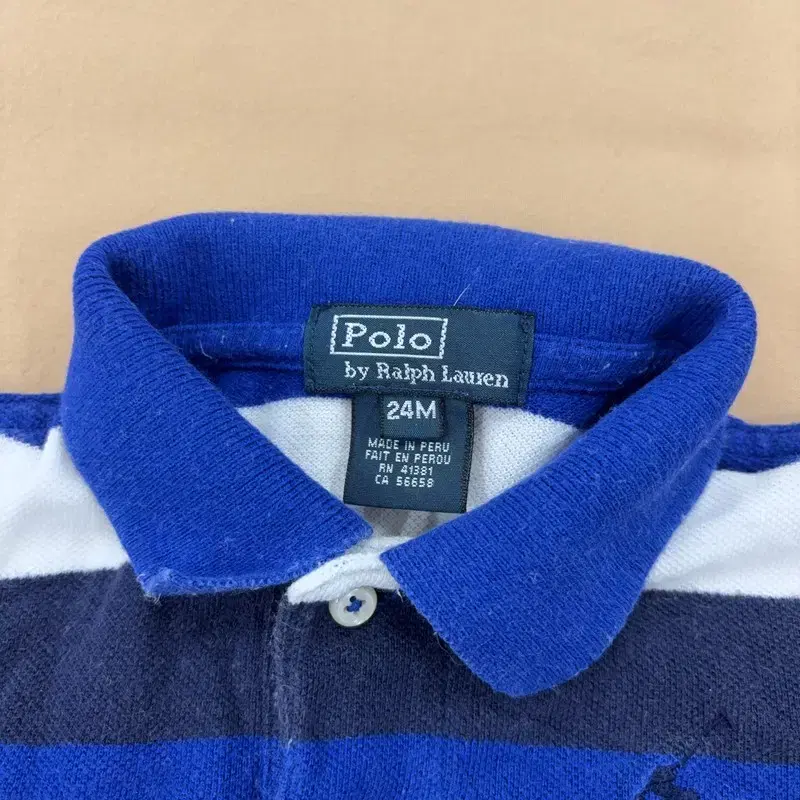 Polo
by Ralph Lauren
24M
MADE IN PERU
FAIT EN PEROU
RN 41381
CA 56658